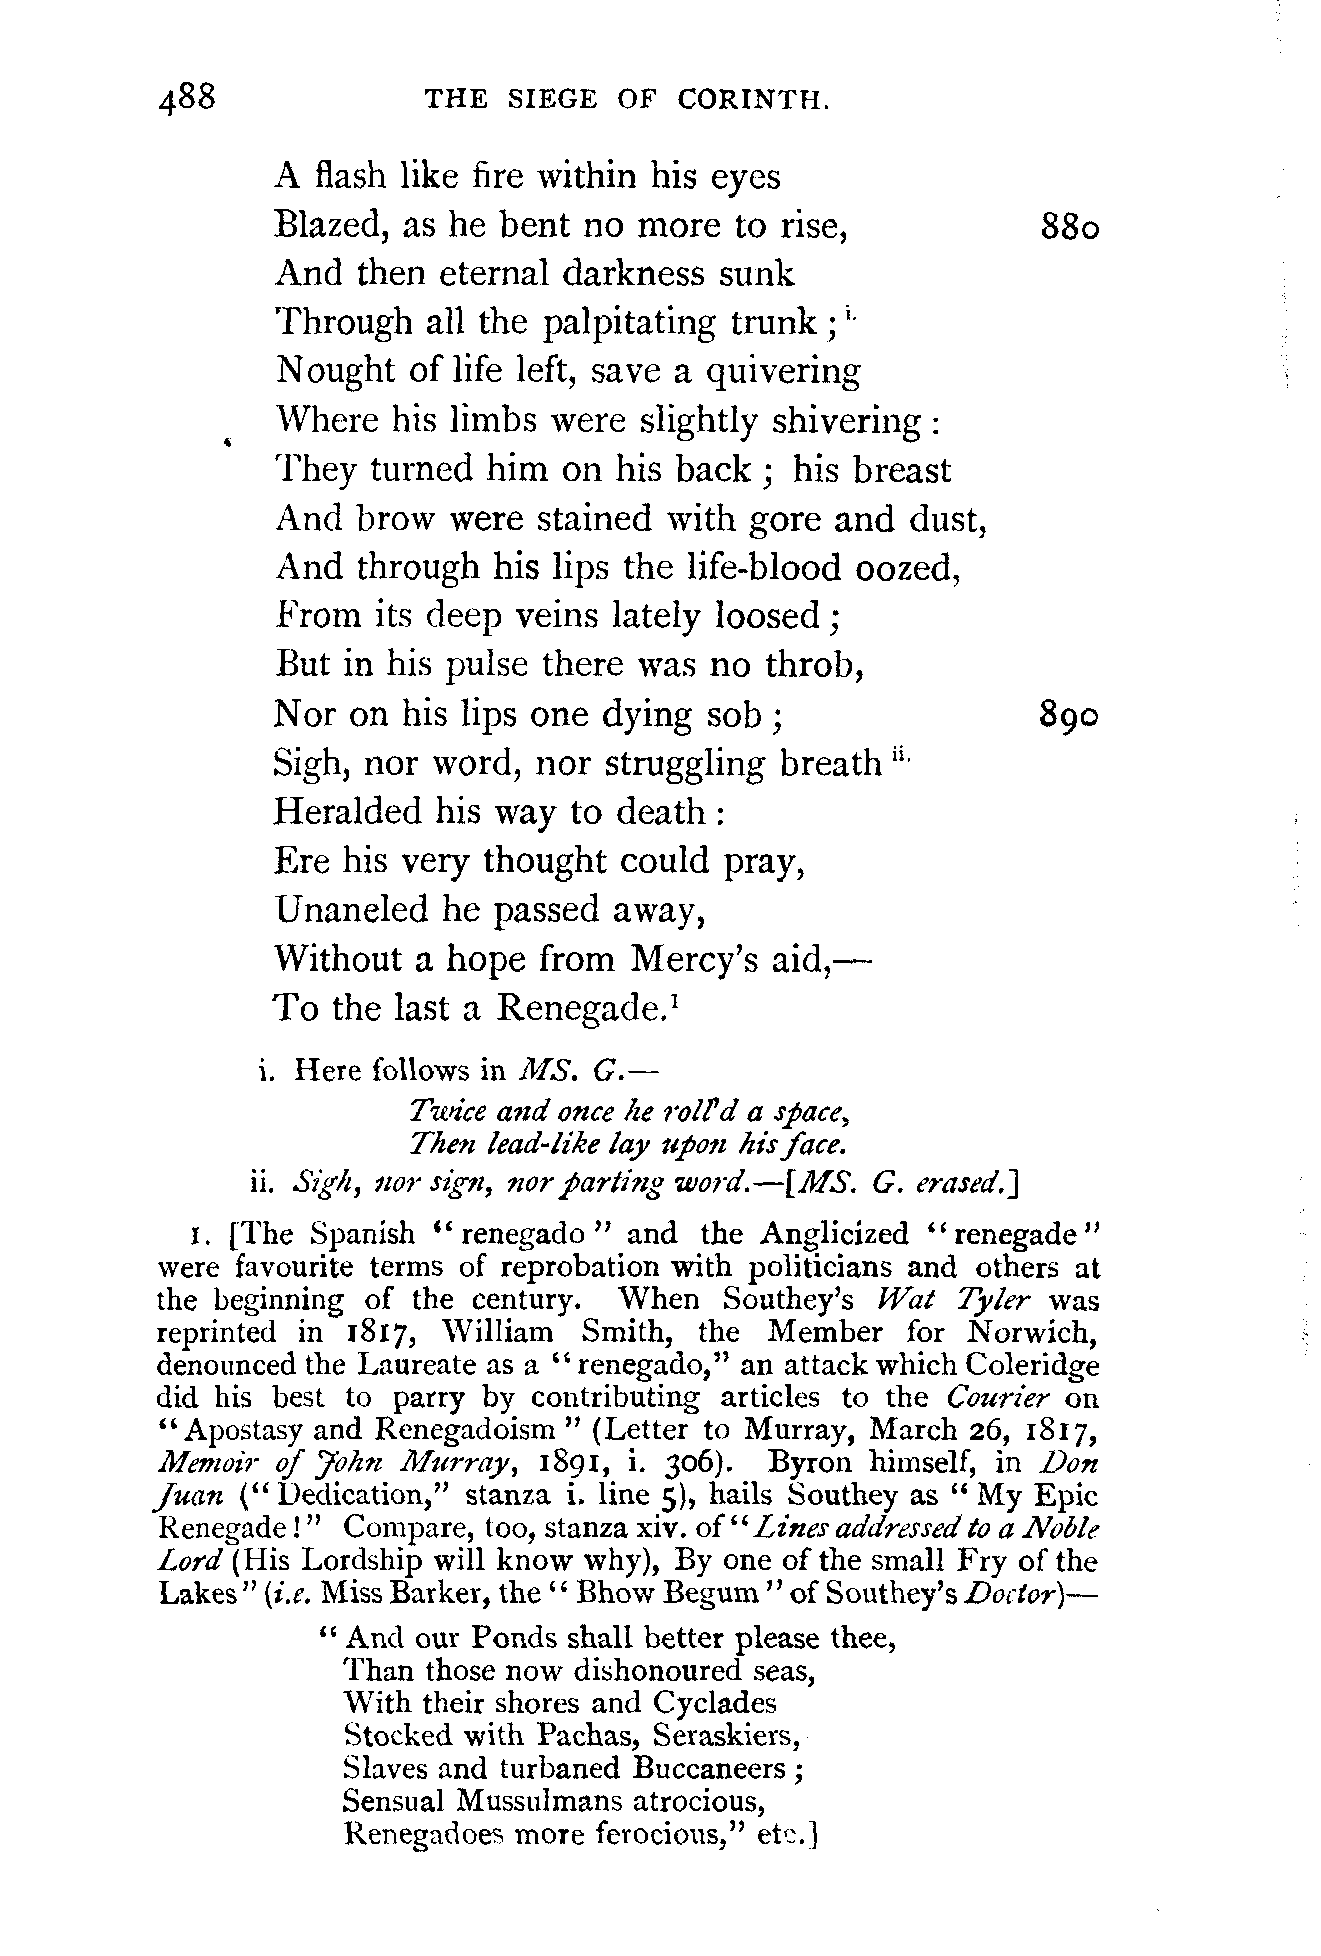 488 THE SIEGE OF CORINTH.
A flash like fire within his eyes
Blazed, as he bent no more to rise, 880
And then eternal darkness sunk
Through all the palpitating trunk ; i.
Nought of life left, save a quivering
Where his limbs were slightly shivering :
They turned him on his back ; his breast
And brow were stained with gore and dust,
And through his lips the life-blood oozed,
From its deep veins lately loosed ;
But in his pulse there was no throb,
Nor on his lips one dying sob ; 890
Sigh, nor word, nor struggling breath ii.
Heralded his way to death :
Ere his very thought could pray,
Unaneled he passed away,
Without a hope from Mercy's aid,—
To the last a Renegade.1
i. Here follows in MS. G.—
Twice and once he roll'd a space,
Then lead-like lay upon his face.
ii. Sigh, nor sign, nor parting word.—[MS. G. erased.]
1. [The Spanish “ renegado ” and the Anglicized “ renegade ”
were favourite terms of reprobation with politicians and others at
the beginning of the century. When Southey's Wat Tyler was
reprinted in 1817, William Smith, the Member for Norwich,
denounced the Laureate as a “ renegado,” an attack which Coleridge
did his best to parry by contributing articles to the Courier on
“ Apostasy and Renegadoism ” (Letter to Murray, March 26, 1817,
Memoir of John Murray, 1891, i. 306). Byron himself, in Don
Juan (“ Dedication,” stanza i. line 5), hails Southey as “ My Epic
Renegade ! ” Compare, too, stanza xiv. of “ Lines addressed to a Noble
Lord (His Lordship will know why), By one of the small Fry of the
Lakes ” (i.e. Miss Barker, the “ Bhow Begum ” of Southey's Doctor)—
“ And our Ponds shall better please thee,
Than those now dishonoured seas,
With their shores and Cyclades
Stocked with Pachas, Seraskiers,
Slaves and turbaned Buccaneers ;
Sensual Mussulmans atrocious,
Renegadoes more ferocious,” etc.]